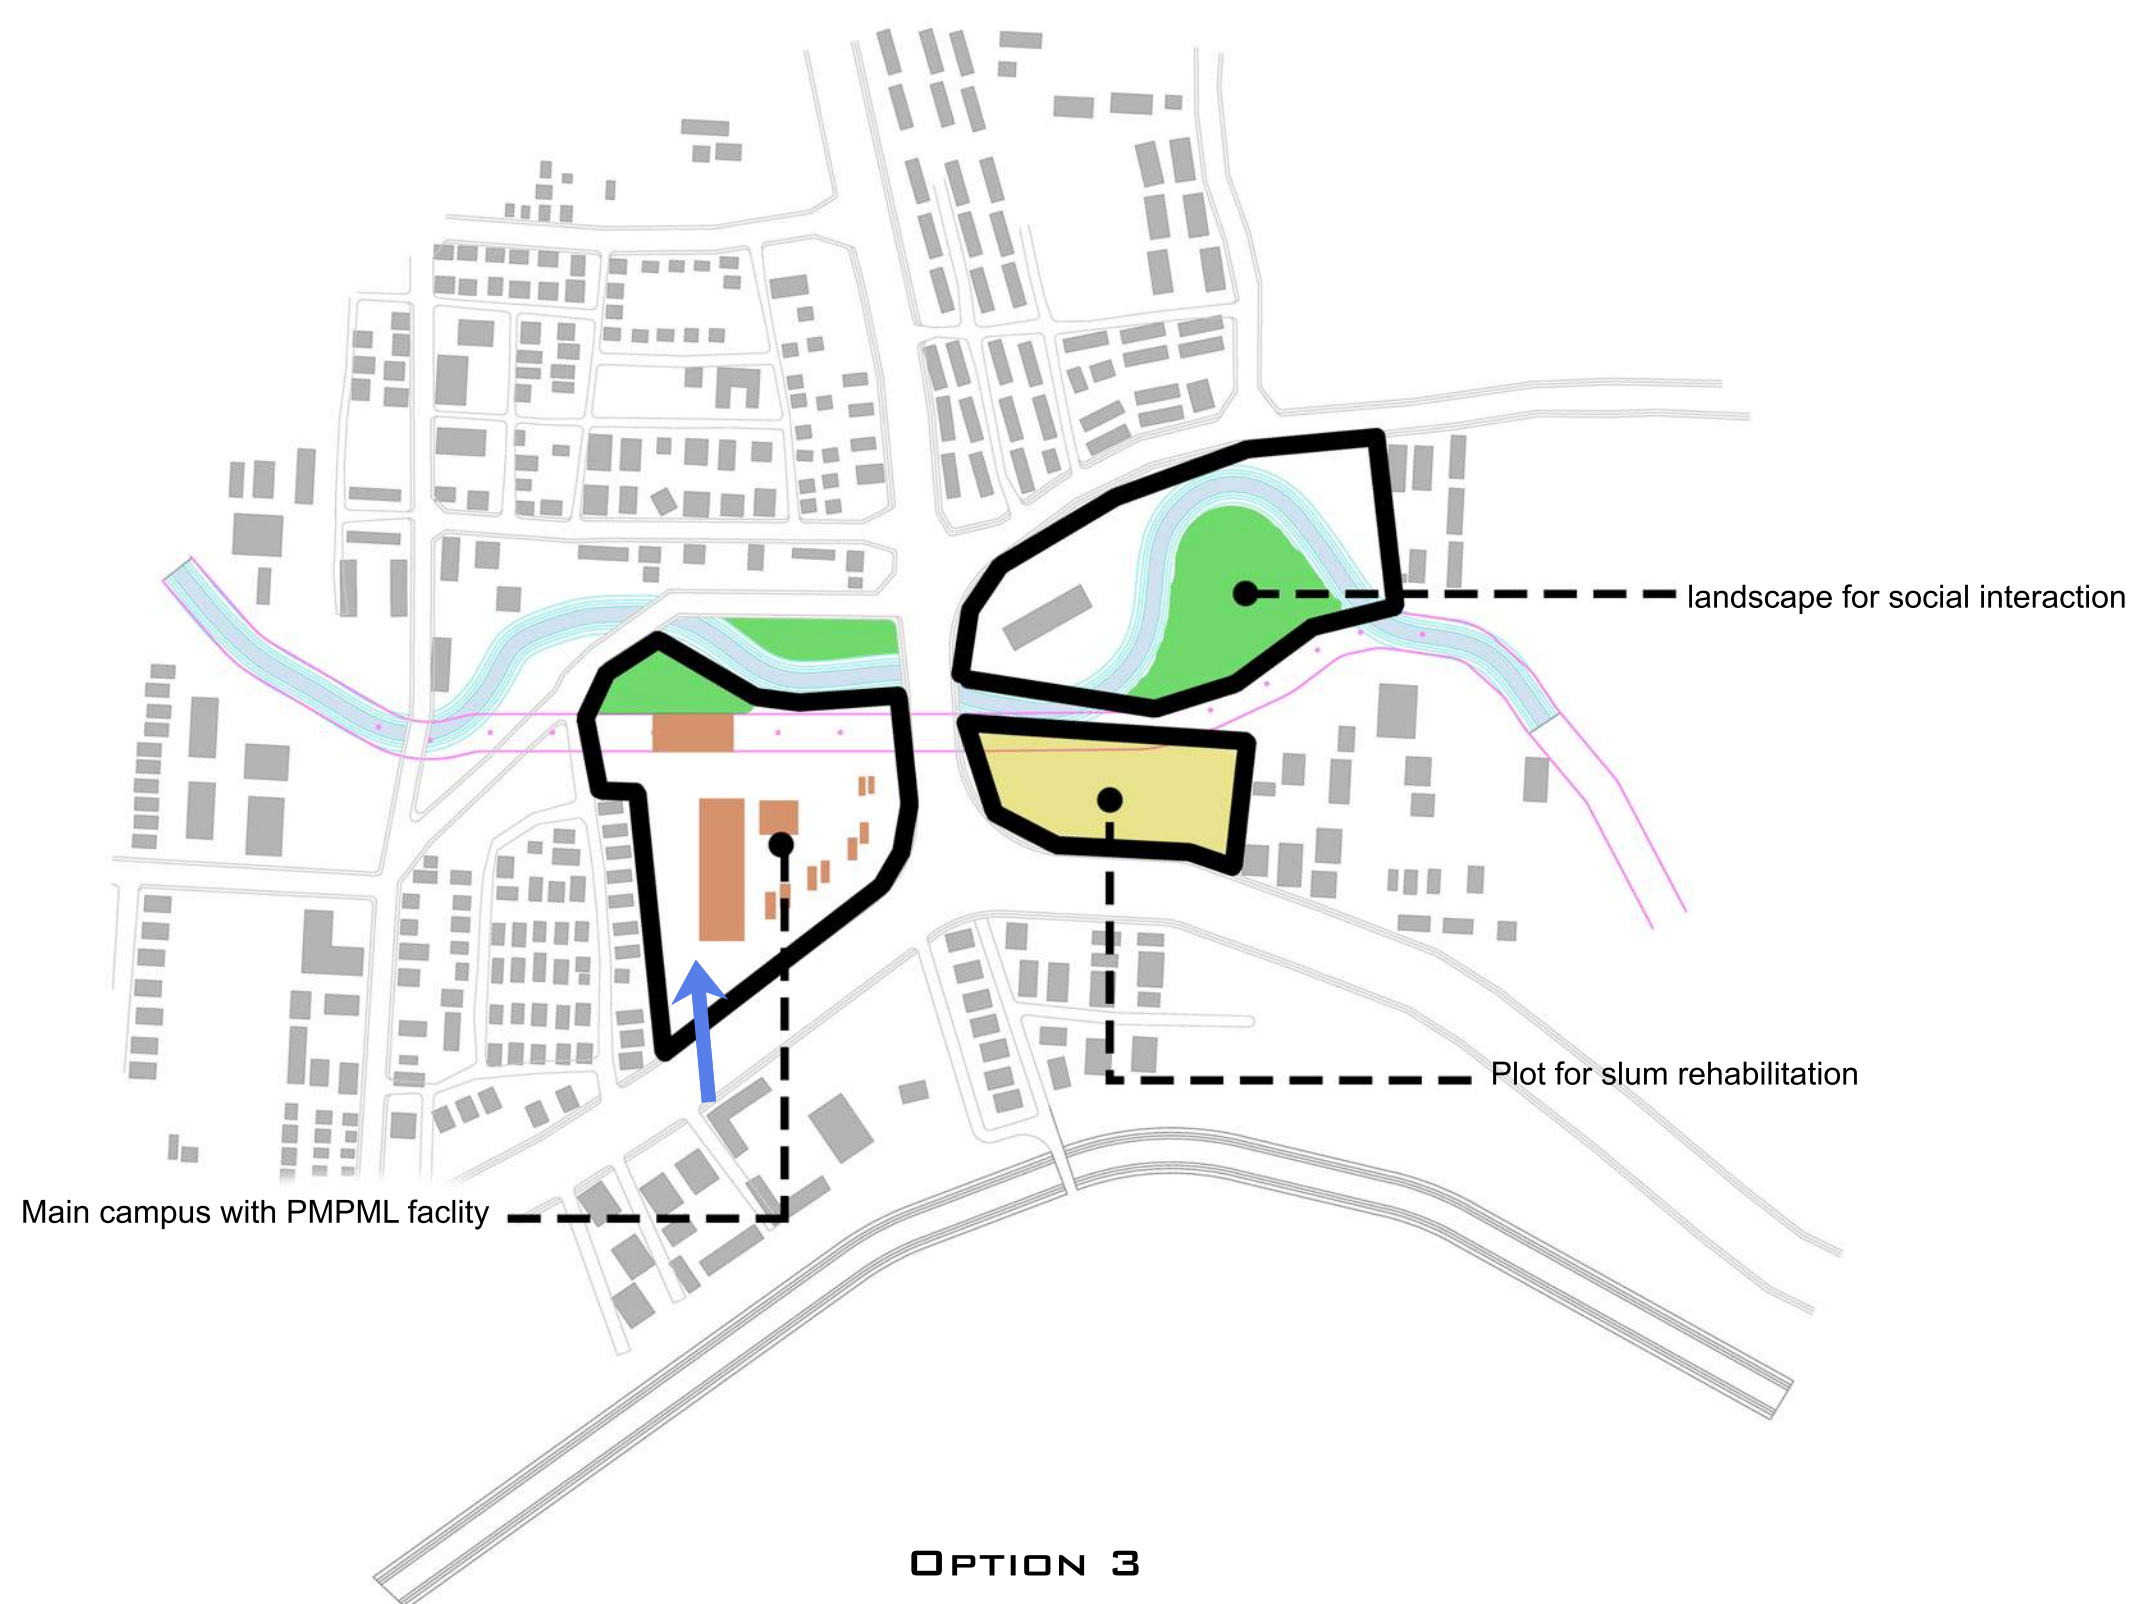 landscape for social interaction
Plot for slum rehabilitation
Main campus with PMPML faclity
OPTION 3